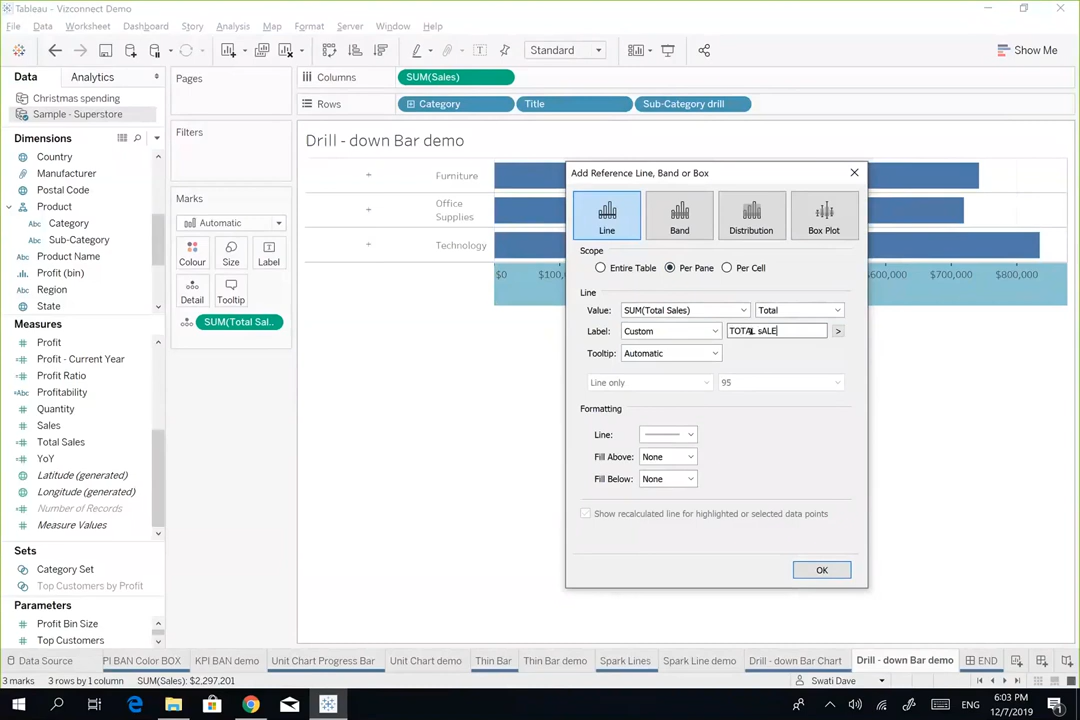 Tableau - Vizconnect Demo
File Data Worksheet Dashboard Story Analysis Map Format Server Window Help
Standard
Show Me
Data Analytics
Christmas spending
Sample - Superstore
Dimensions
Country
Manufacturer
Postal Code
Product
Abc Category
Abc Sub-Category
Abc Product Name
Profit (bin)
Region
State
Measures
Profit
Profit - Current Year
Profit Ratio
=Abc Profitability
Quantity
Sales
Total Sales
YoY
Latitude (generated)
Longitude (generated)
Number of Records
Measure Values
Sets
Category Set
Top Customers by Profit
Parameters
Profit Bin Size
Top Customers
Pages
Filters
Marks
Automatic
Colour Size Label
Detail Tooltip
SUM(Total Sal..
Columns SUM(Sales)
Rows Category Title Sub-Category drill
Drill - down Bar demo
+ Furniture
+ Office
Supplies
+ Technology
$0 $100, $600,000 $700,000 $800,000
Add Reference Line, Band or Box
Line Band Distribution Box Plot
Scope
Entire Table Per Pane Per Cell
Line
Value: SUM(Total Sales) Total
Label: Custom TOTAL sALE >
Tooltip: Automatic
Line only 95
Formatting
Line:
Fill Above: None
Fill Below: None
Show recalculated line for highlighted or selected data points
OK
Data Source PI BAN Color BOX KPI BAN demo Unit Chart Progress Bar Unit Chart demo Thin Bar Thin Bar demo Spark Lines Spark Line demo Drill - down Bar Chart Drill - down Bar demo END
3 marks 3 rows by 1 column SUM(Sales): $2,297,201 Swati Dave
ENG
6:03 PM
12/7/2019
1